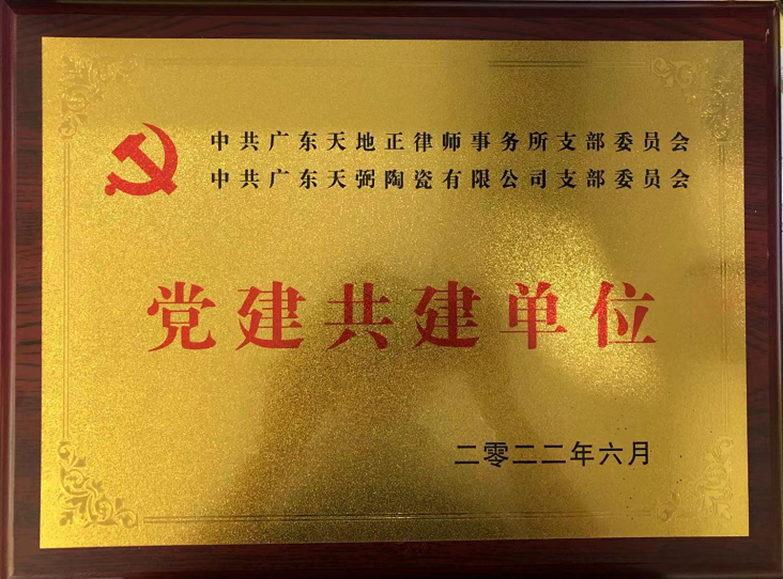 中共广东天地正律师事务所支部委员会
中共广东天弼陶瓷有限公司支部委员会
党建共建单位
二零二二年六月